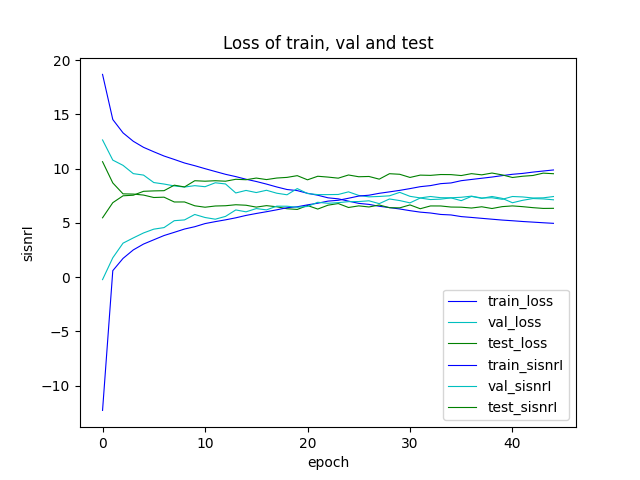 Loss of train, val and test
20
15
10
5
0
−5
−10
sisnrI
0 10 20 30 40
epoch
train_loss
val_loss
test_loss
train_sisnrI
val_sisnrI
test_sisnrI